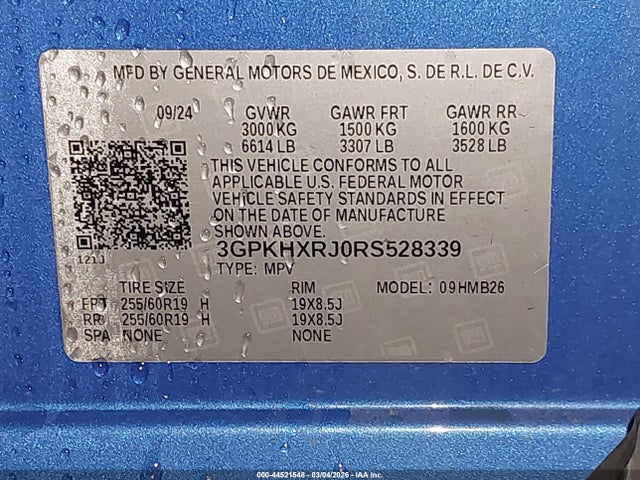 MFD BY GENERAL MOTORS DE MEXICO, S. DE R.L. DE C.V.
09/24 GVWR GAWR FRT GAWR RR
3000 KG 1500 KG 1600 KG
6614 LB 3307 LB 3528 LB
THIS VEHICLE CONFORMS TO ALL
APPLICABLE U.S. FEDERAL MOTOR
VEHICLE SAFETY STANDARDS IN EFFECT
ON THE DATE OF MANUFACTURE
SHOWN ABOVE.
121J 3GPKHXRJ0RS528339
TYPE: MPV
TIRE SIZE RIM MODEL: 09HMB26
FRT 255/60R19 H 19X8.5J
RR 255/60R19 H 19X8.5J
SPA NONE NONE
000-44521548 - 03/04/2026 - IAA Inc.